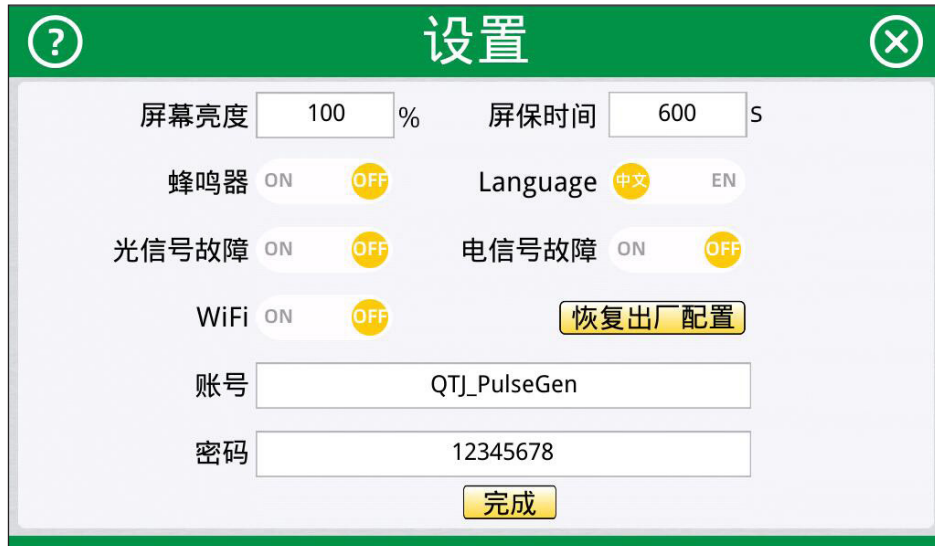 ? 设置
屏幕亮度 100 % 屏保时间 600 S
蜂鸣器 ON OFF Language 中文 EN
光信号故障 ON OFF 电信号故障 ON OFF
WiFi ON OFF 恢复出厂配置
账号 QTJ_PulseGen
密码 12345678
完成